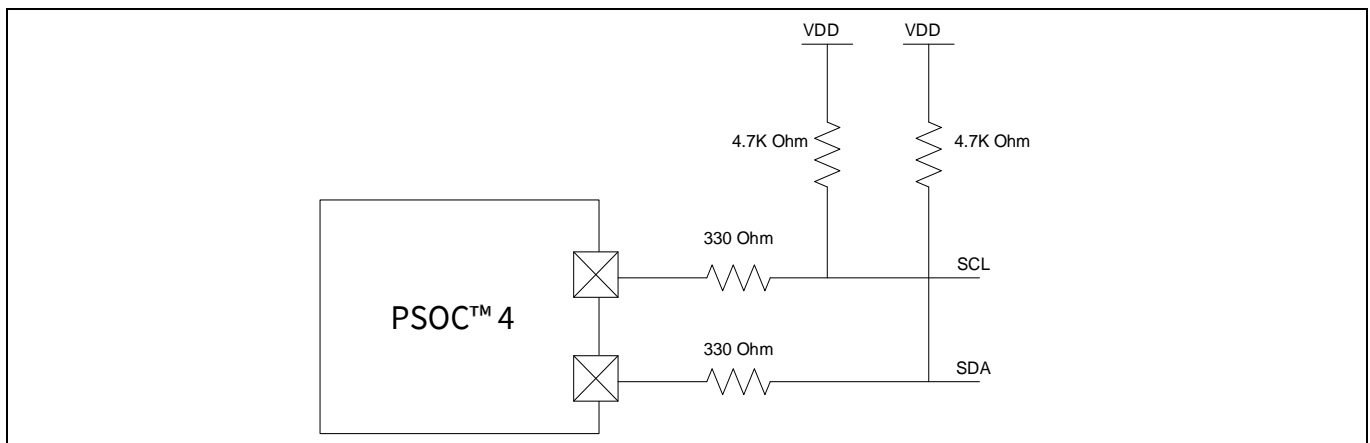 VDD
VDD
4.7K Ohm
4.7K Ohm
330 Ohm
SCL
PSOC™ 4
330 Ohm
SDA